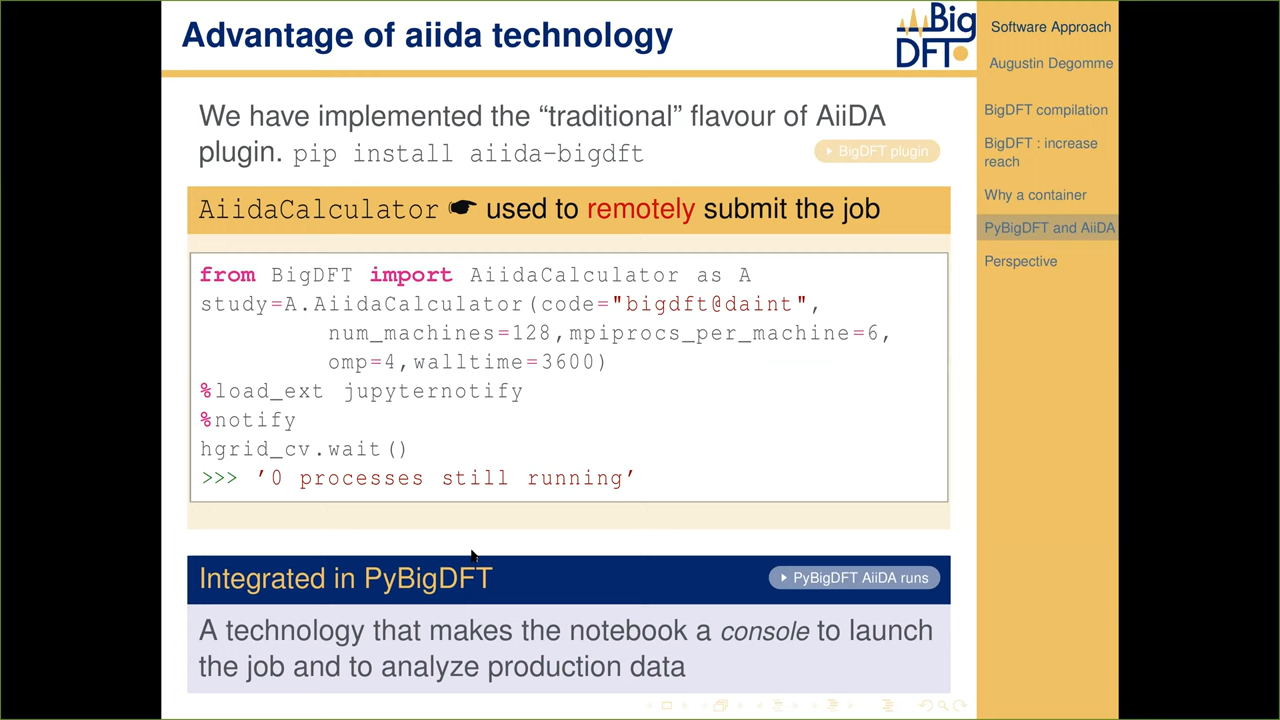 Advantage of aiida technology
Big
DFT
We have implemented the “traditional” flavour of AiiDA
plugin. pip install aiida-bigdft
BigDFT plugin
AiidaCalculator used to remotely submit the job
from BigDFT import AiidaCalculator as A
study=A.AiidaCalculator(code="bigdft@daint",
num_machines=128,mpiprocs_per_machine=6,
omp=4,walltime=3600)
%load_ext jupyternotify
%notify
hgrid_cv.wait()
>>> ’0 processes still running’
Integrated in PyBigDFT
PyBigDFT AiiDA runs
A technology that makes the notebook a console to launch
the job and to analyze production data
Software Approach
Augustin Degomme
BigDFT compilation
BigDFT : increase
reach
Why a container
PyBigDFT and AiiDA
Perspective